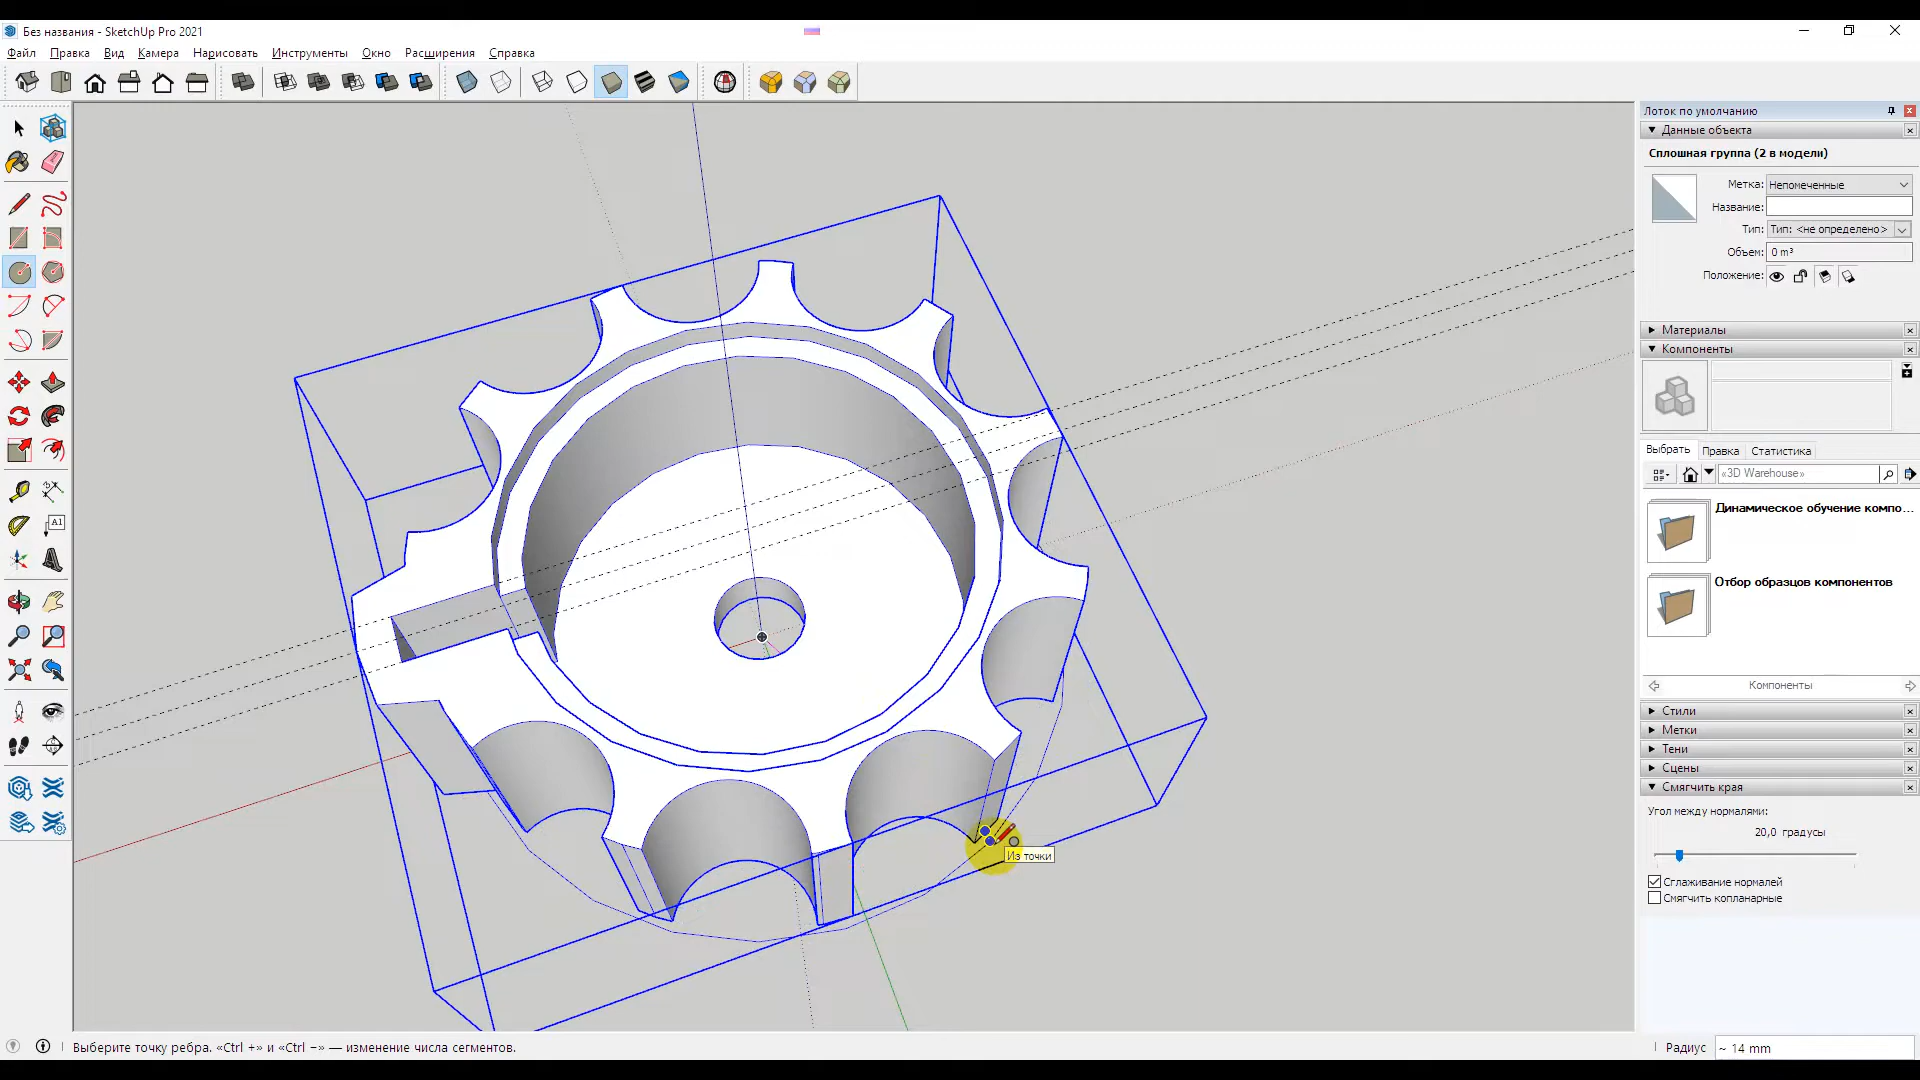 Без названия - SketchUp Pro 2021
Файл Правка Вид Камера Нарисовать Инструменты Окно Расширения Справка
Лоток по умолчанию
Данные объекта
Сплошная группа (2 в модели)
Метка: Непомеченные
Название:
Тип: Тип: <не определено>
Объем: 0 m³
Положение:
Материалы
Компоненты
Выбрать Правка Статистика
«3D Warehouse»
Динамическое обучение компо...
Отбор образцов компонентов
Компоненты
Стили
Метки
Тени
Сцены
Смягчить края
Угол между нормалями:
20,0 градусы
Сглаживание нормалей
Смягчить копланарные
A1
Из точки
Выберите точку ребра. «Ctrl +» и «Ctrl −» — изменение числа сегментов.
Радиус ~ 14 mm